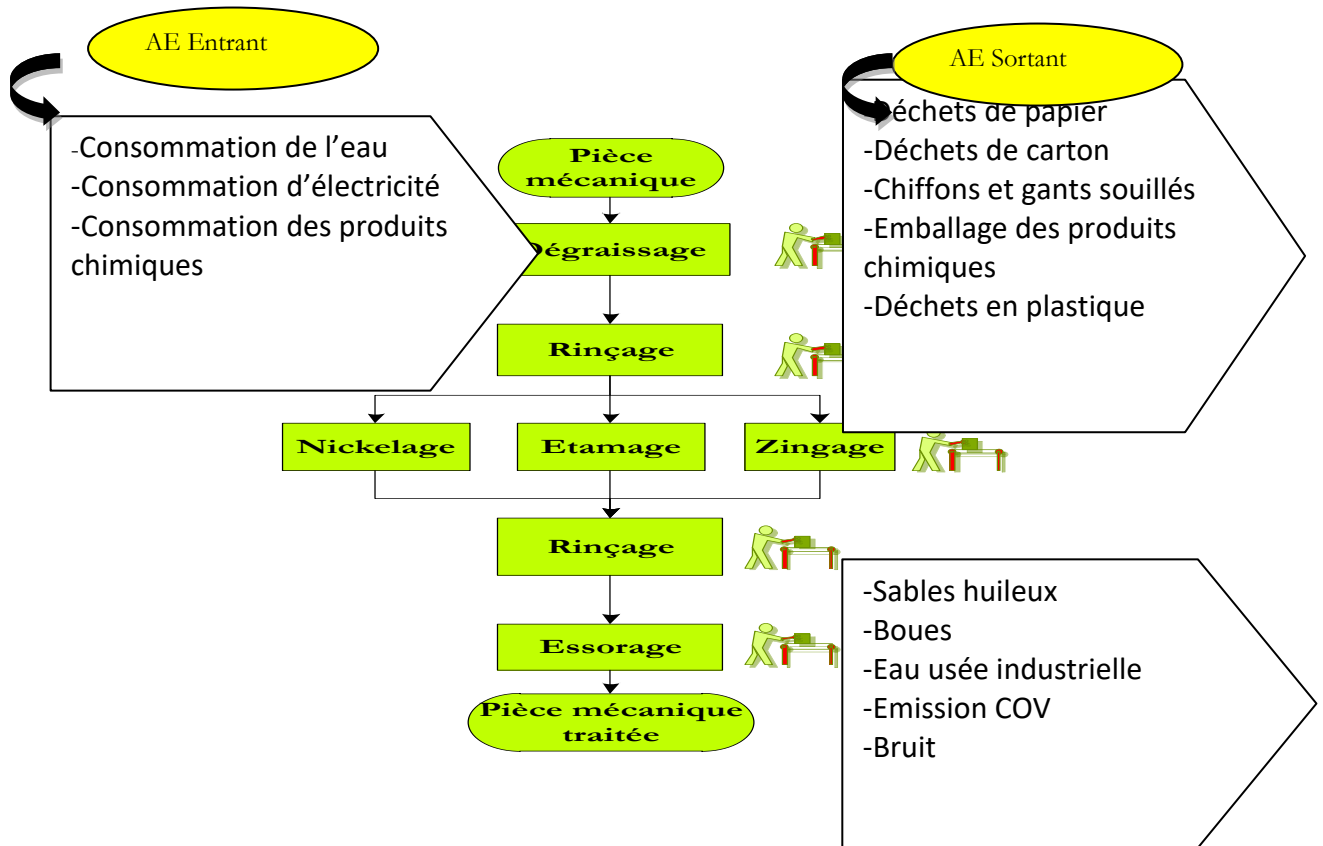 AE Entrant
-Consommation de l’eau
-Consommation d’électricité
-Consommation des produits
chimiques
Pièce
mécanique
Dégraissage
Rinçage
Nickelage
Etamage
Zingage
Rinçage
Essorage
Pièce mécanique
traitée
AE Sortant
Déchets de papier
-Déchets de carton
-Chiffons et gants souillés
-Emballage des produits
chimiques
-Déchets en plastique
-Sables huileux
-Boues
-Eau usée industrielle
-Emission COV
-Bruit